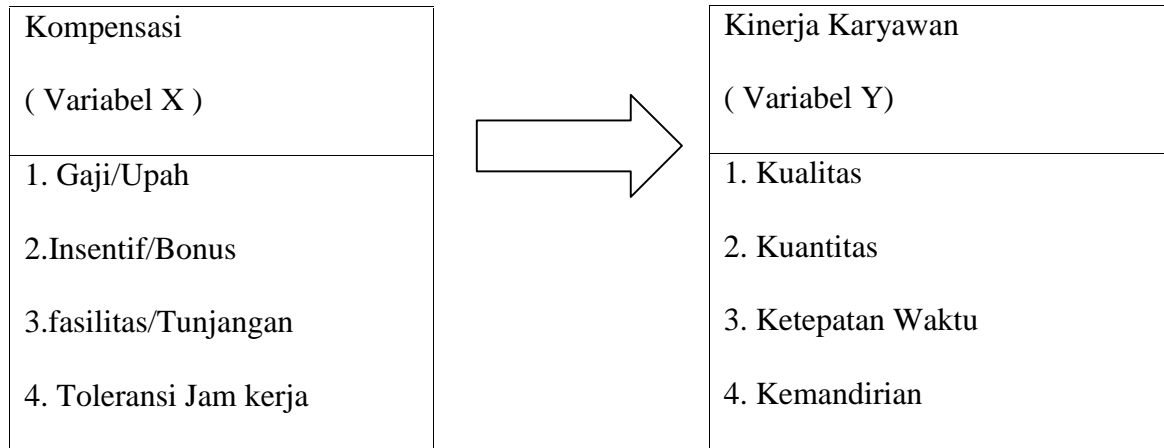 Kompensasi
( Variabel X )
1. Gaji/Upah
2.Insentif/Bonus
3.fasilitas/Tunjangan
4. Toleransi Jam kerja
Kinerja Karyawan
( Variabel Y)
1. Kualitas
2. Kuantitas
3. Ketepatan Waktu
4. Kemandirian